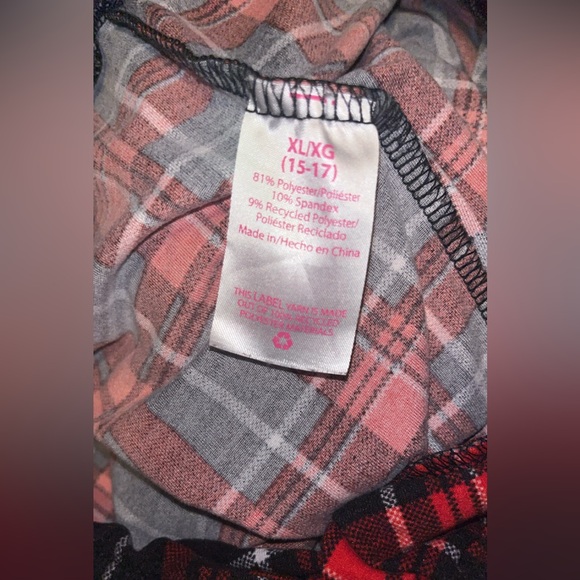 XL/XG
(15-17)
81% Polyester/Poliéster
10% Spandex
9% Recycled Polyester/
Poliéster Reciclado
Made in/Hecho en China
THIS LABEL YARN IS MADE
OUT OF 100% RECYCLED
POLYESTER MATERIALS.